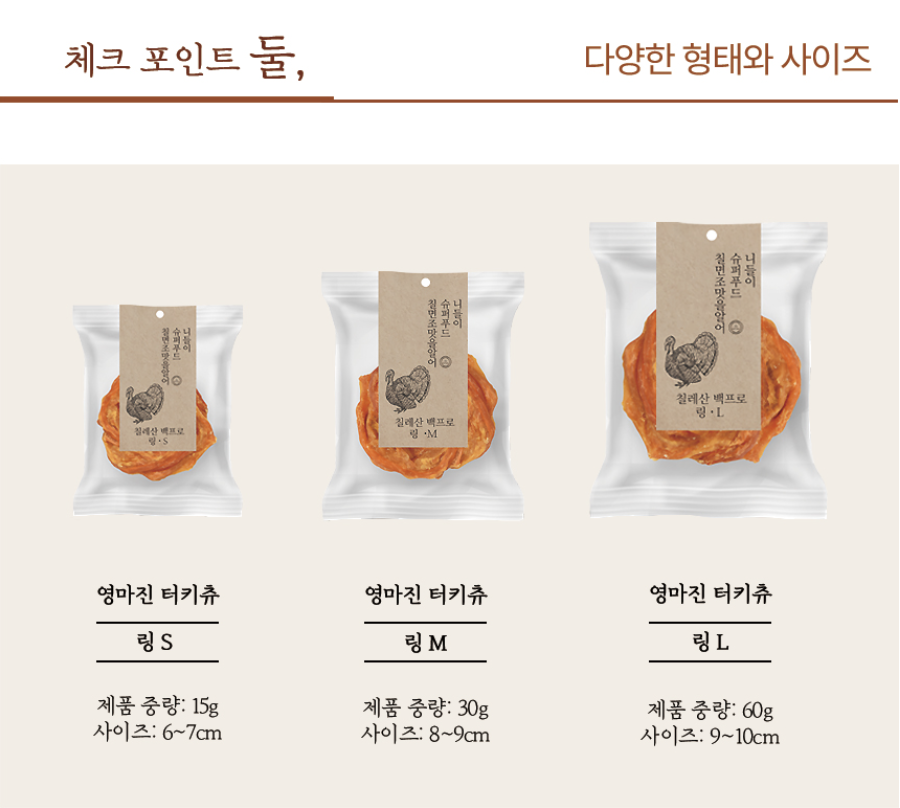 체크 포인트 둘,
다양한 형태와 사이즈
니들이
슈퍼푸드
칠면조맛을알어
칠레산 백프로
링·S
니들이
슈퍼푸드
칠면조맛을알어
칠레산 백프로
링·M
니들이
슈퍼푸드
칠면조맛을알어
칠레산 백프로
링·L
영마진 터키츄
링 S
제품 중량: 15g
사이즈: 6~7cm
영마진 터키츄
링 M
제품 중량: 30g
사이즈: 8~9cm
영마진 터키츄
링 L
제품 중량: 60g
사이즈: 9~10cm